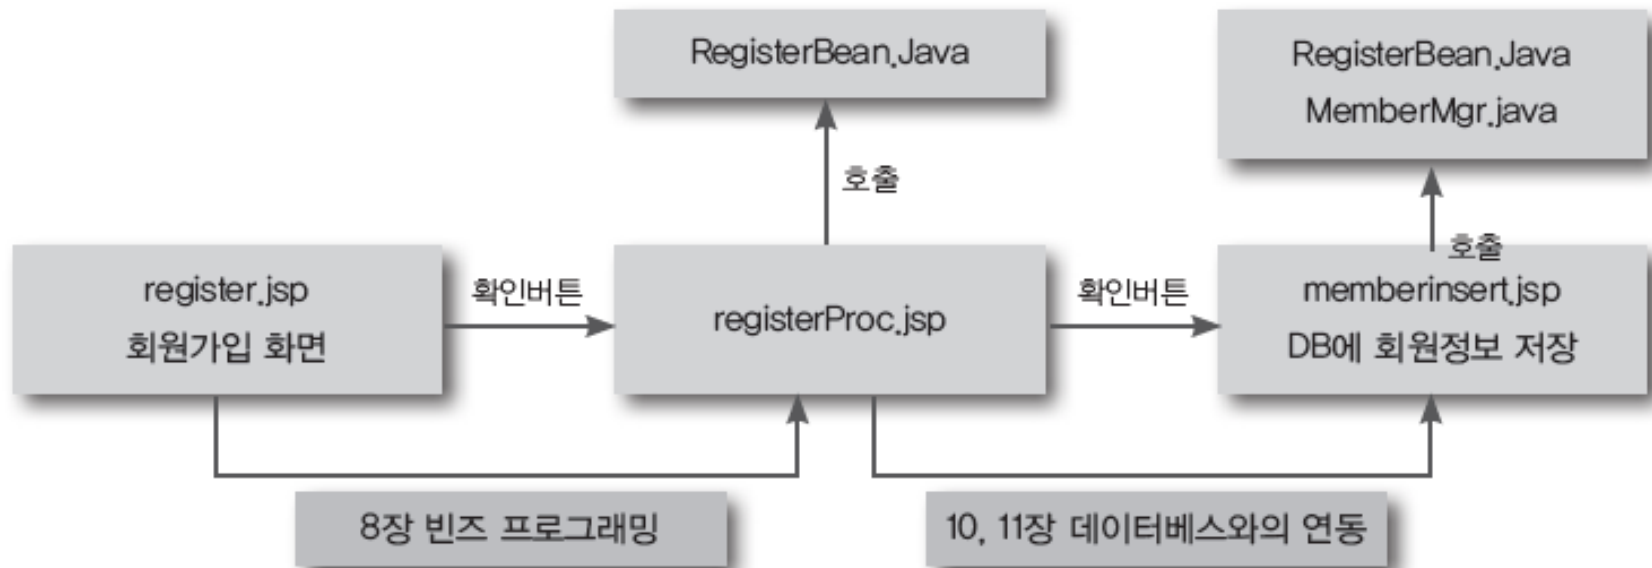 RegisterBean.Java
RegisterBean.Java
MemberMgr.java
호출
호출
register.jsp
회원가입 화면
확인버튼
registerProc.jsp
확인버튼
memberinsert.jsp
DB에 회원정보 저장
8장 빈즈 프로그래밍
10, 11장 데이터베이스와의 연동